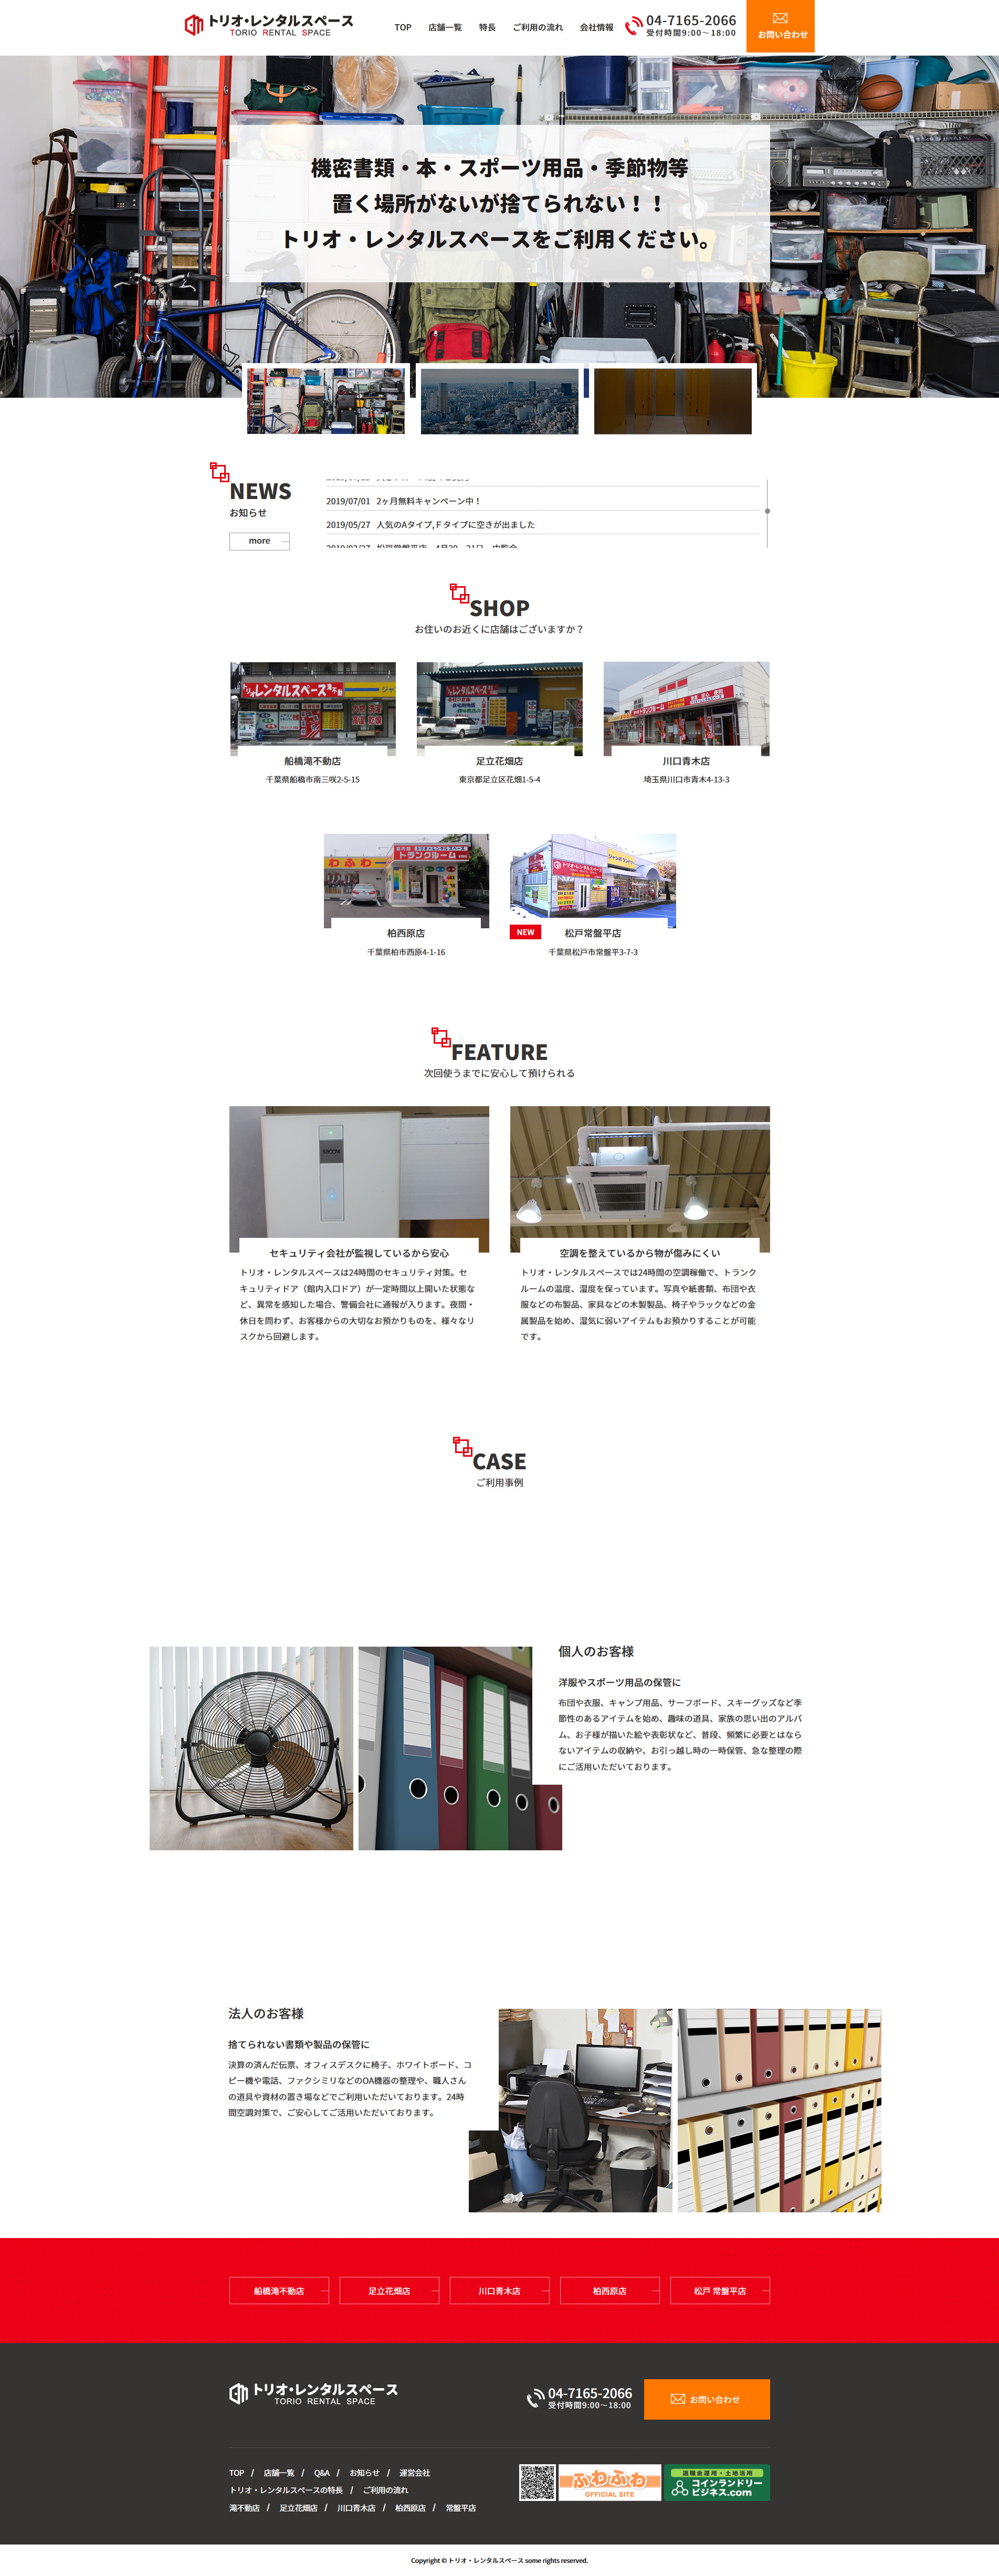 トリオ・レンタルスペース
TORIO RENTAL SPACE
TOP 店舗一覧 特長 ご利用の流れ 会社情報
04-7165-2066
受付時間9:00〜18:00
お問い合わせ
機密書類・本・スポーツ用品・季節物等
置く場所がないが捨てられない！！
トリオ・レンタルスペースをご利用ください。
NEWS
お知らせ
more
2019/07/01 2ヶ月無料キャンペーン中！
2019/05/27 人気のAタイプ,Ｆタイプに空きが出ました
SHOP
お住いのお近くに店舗はございますか？
船橋滝不動店
千葉県船橋市南三咲2-5-15
足立花畑店
東京都足立区花畑1-5-4
川口青木店
埼玉県川口市青木4-13-3
柏西原店
千葉県柏市西原4-1-16
NEW
松戸常盤平店
千葉県松戸市常盤平3-7-3
FEATURE
次回使うまでに安心して預けられる
セキュリティ会社が監視しているから安心
トリオ・レンタルスペースは24時間のセキュリティ対策。セ
キュリティドア（館内入口ドア）が一定時間以上開いた状態な
ど、異常を感知した場合、警備会社に通報が入ります。夜間・
休日を問わず、お客様からの大切なお預かりものを、様々なリ
スクから回避します。
空調を整えているから物が傷みにくい
トリオ・レンタルスペースでは24時間の空調稼働で、トランク
ルームの温度、湿度を保っています。写真や紙書類、布団や衣
服などの布製品、家具などの木製製品、椅子やラックなどの金
属製品を始め、湿気に弱いアイテムもお預かりすることが可能
です。
CASE
ご利用事例
個人のお客様
洋服やスポーツ用品の保管に
布団や衣服、キャンプ用品、サーフボード、スキーグッズなど季
節性のあるアイテムを始め、趣味の道具、家族の思い出のアルバ
ム、お子様が描いた絵や表彰状など、普段、頻繁に必要とはなら
ないアイテムの収納や、お引っ越し時の一時保管、急な整理の際
にご活用いただいております。
法人のお客様
捨てられない書類や製品の保管に
決算の済んだ伝票、オフィスデスクに椅子、ホワイトボード、コ
ピー機や電話、ファクシミリなどのOA機器の整理や、職人さん
の道具や資材の置き場などでご利用いただいております。24時
間空調対策で、ご安心してご活用いただいております。
船橋滝不動店 足立花畑店 川口青木店 柏西原店 松戸 常盤平店
トリオ・レンタルスペース
TORIO RENTAL SPACE
04-7165-2066
受付時間9:00〜18:00
お問い合わせ
TOP / 店舗一覧 / Q&A / お知らせ / 運営会社
トリオ・レンタルスペースの特長 / ご利用の流れ
滝不動店 / 足立花畑店 / 川口青木店 / 柏西原店 / 常盤平店
ふわふわ
OFFICIAL SITE
退職金運用・土地活用
コインランドリー
ビジネス.com
Copyright © トリオ・レンタルスペース some rights reserved.